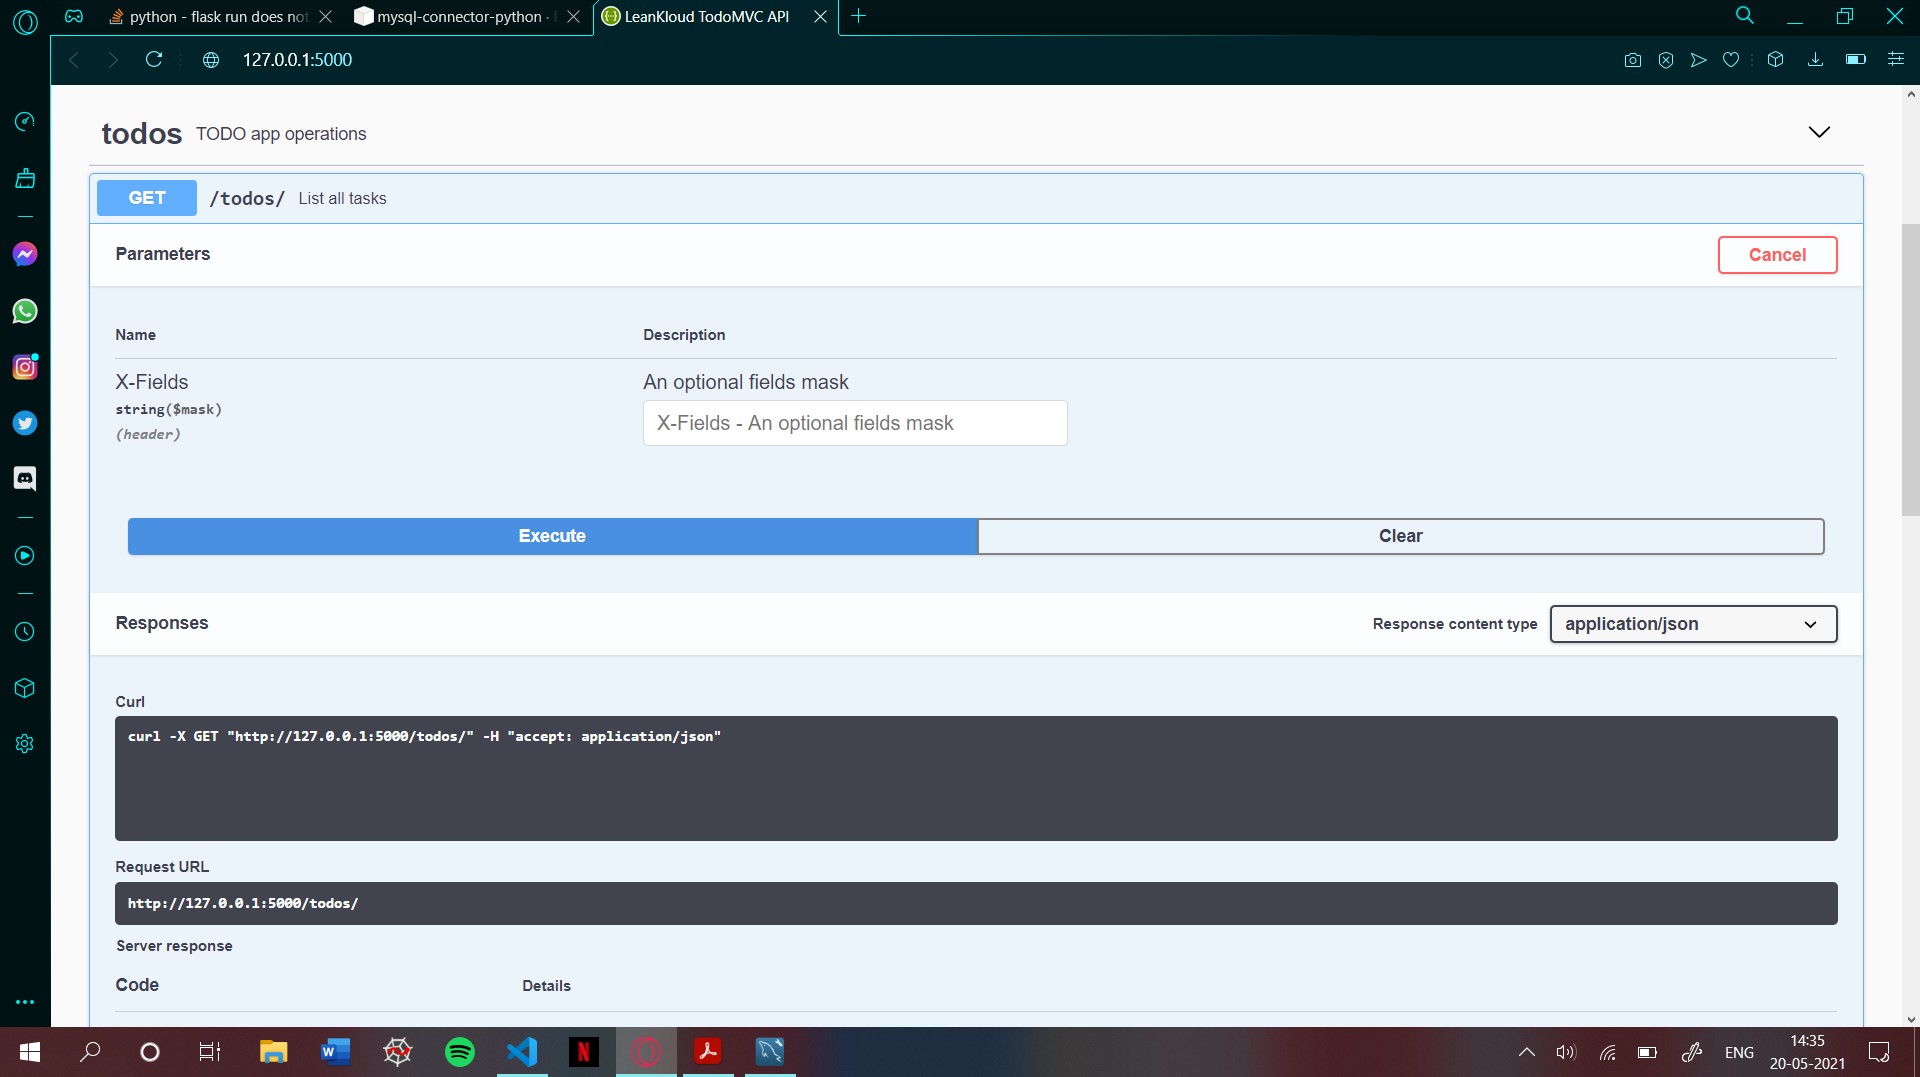 python - flask run does not
mysql-connector-python ·
LeanKloud TodoMVC API
127.0.0.1:5000
todos TODO app operations
GET /todos/ List all tasks
Parameters
Cancel
Name Description
X-Fields An optional fields mask
string($mask)
X-Fields - An optional fields mask
(header)
Execute Clear
Responses Response content type application/json
Curl
curl -X GET "http://127.0.0.1:5000/todos/" -H "accept: application/json"
Request URL
http://127.0.0.1:5000/todos/
Server response
Code Details
ENG
14:35
20-05-2021